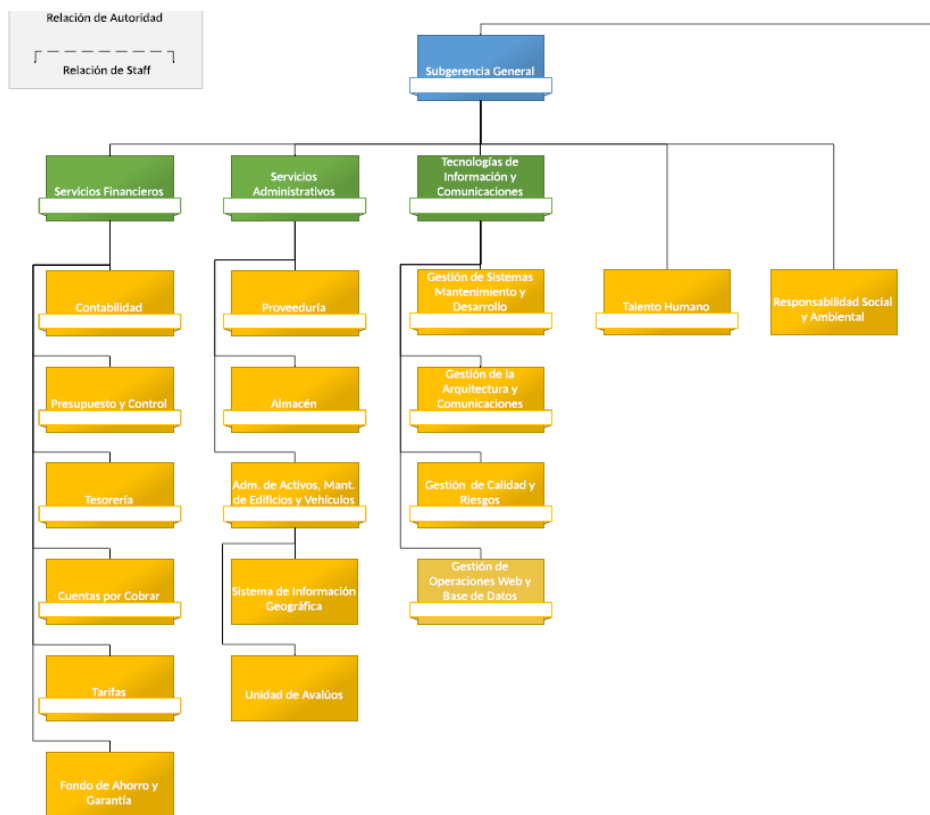 Relación de Autoridad
Relación de Staff
Subgerencia General
Servicios Financieros
Servicios
Administrativos
Tecnologías de
Información y
Comunicaciones
Contabilidad
Proveeduría
Gestión de Sistemas
Mantenimiento y
Desarrollo
Talento Humano
Responsabilidad Social
y Ambiental
Presupuesto y Control
Almacén
Gestión de la
Arquitectura y
Comunicaciones
Tesorería
Adm. de Activos, Mant.
de Edificios y Vehículos
Gestión de Calidad y
Riesgos
Cuentas por Cobrar
Sistema de Información
Geográfica
Gestión de
Operaciones Web y
Base de Datos
Tarifas
Unidad de Avalúos
Fondo de Ahorro y
Garantía